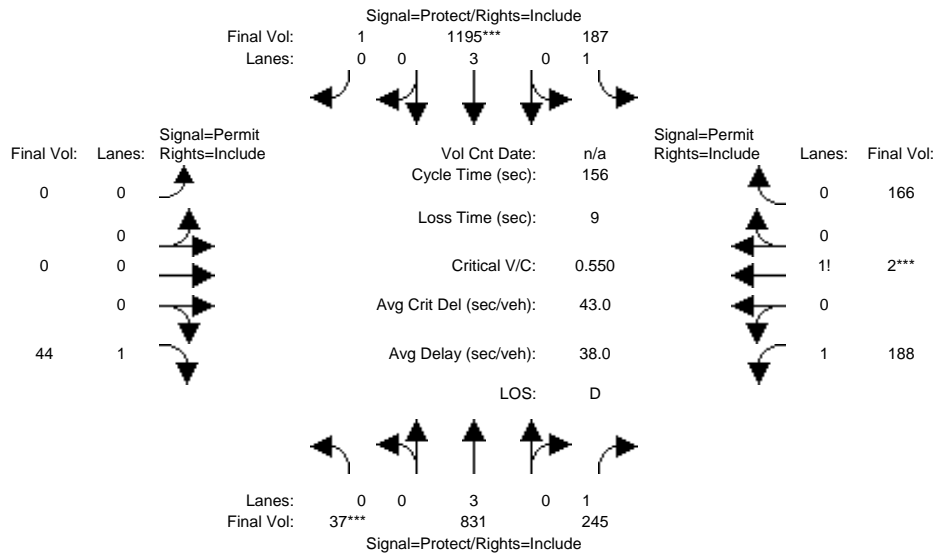 Signal=Protect/Rights=Include
Final Vol: 1 1195*** 187
Lanes: 0 0 3 0 1
Signal=Permit Signal=Permit
Final Vol: Lanes: Rights=Include Vol Cnt Date: n/a Rights=Include Lanes: Final Vol:
Cycle Time (sec): 156
0 0 0 166
Loss Time (sec): 9
0 0
0 0 Critical V/C: 0.550 1! 2***
0 Avg Crit Del (sec/veh): 43.0 0
44 1 Avg Delay (sec/veh): 38.0 1 188
LOS: D
Lanes: 0 0 3 0 1
Final Vol: 37*** 831 245
Signal=Protect/Rights=Include